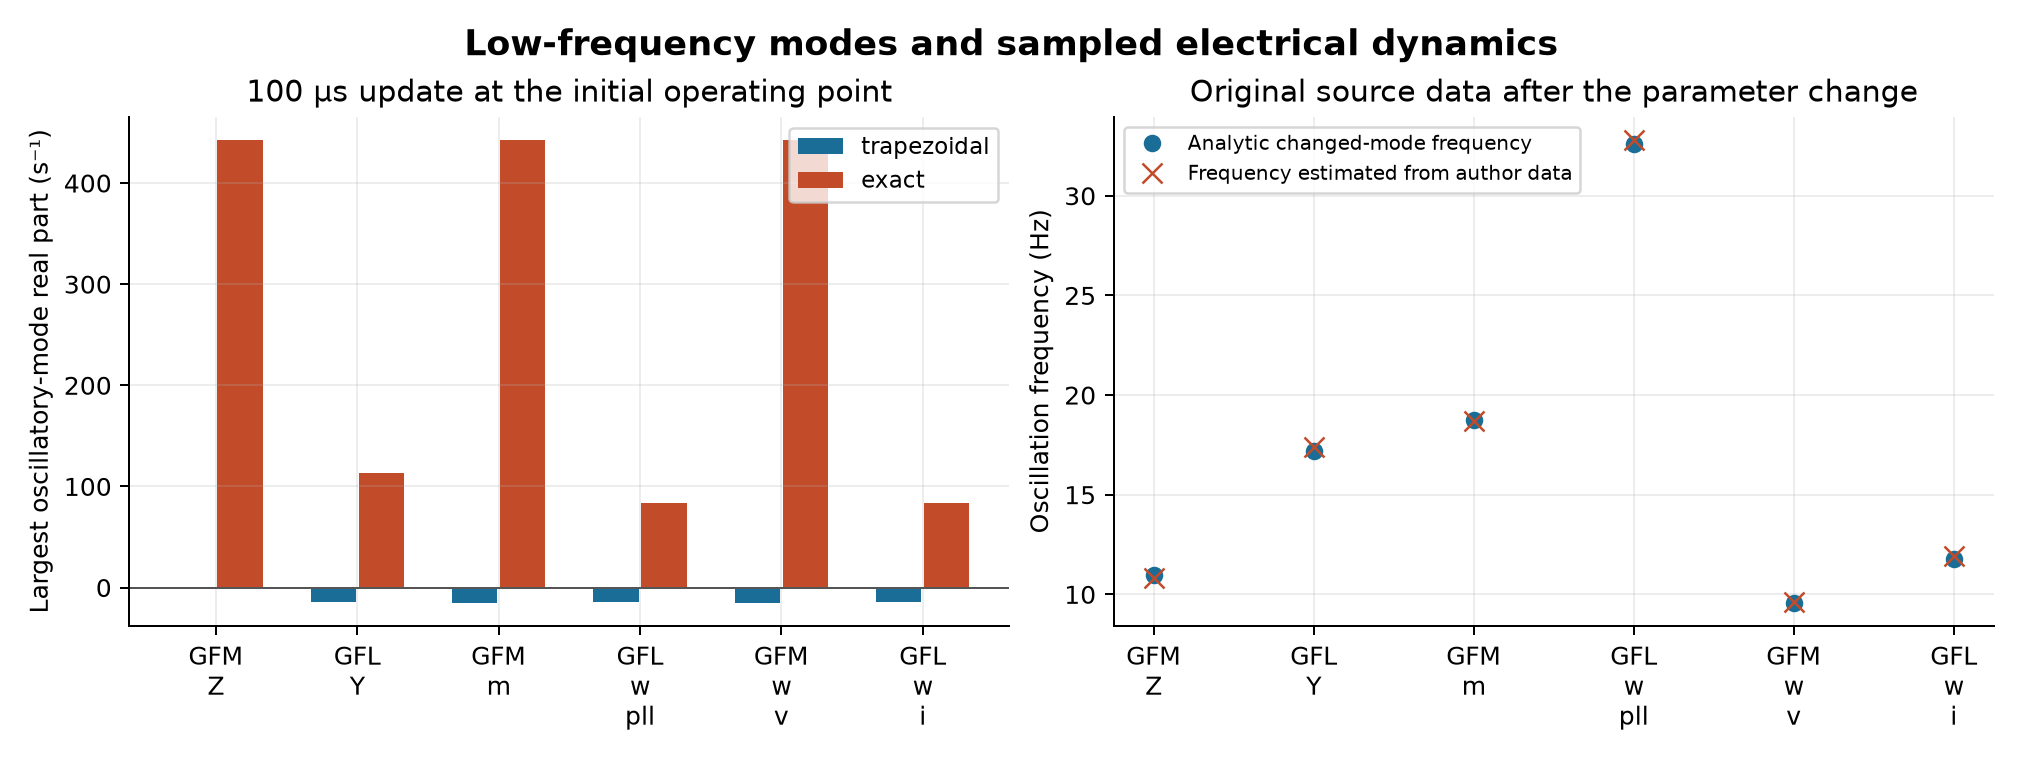 Low-frequency modes and sampled electrical dynamics
100 µs update at the initial operating point
Largest oscillatory-mode real part (s⁻¹)
400
300
200
100
0
trapezoidal
exact
GFM
Z
GFL
Y
GFM
m
GFL
w
pll
GFM
w
v
GFL
w
i
Original source data after the parameter change
Oscillation frequency (Hz)
30
25
20
15
10
Analytic changed-mode frequency
Frequency estimated from author data
GFM
Z
GFL
Y
GFM
m
GFL
w
pll
GFM
w
v
GFL
w
i